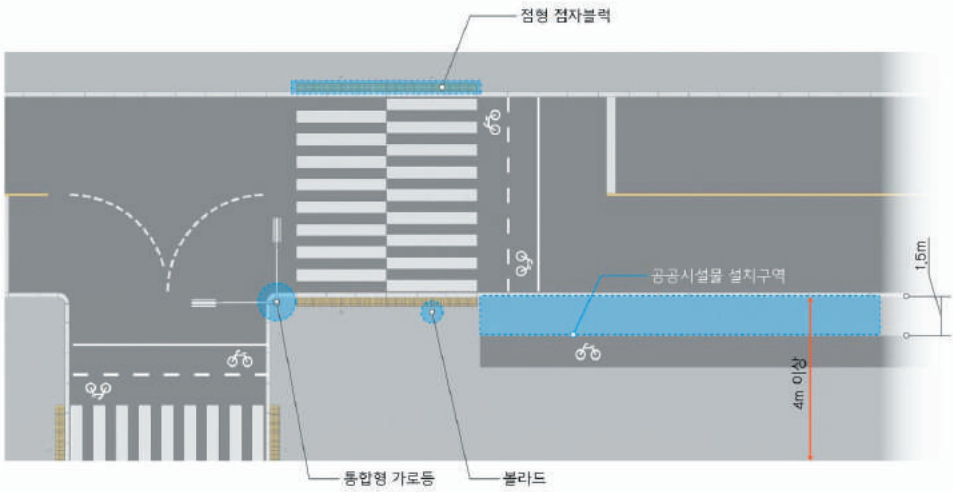 점형 점자블럭
공공시설물 설치구역
1.5m
4m 이상
통합형 가로등
볼라드